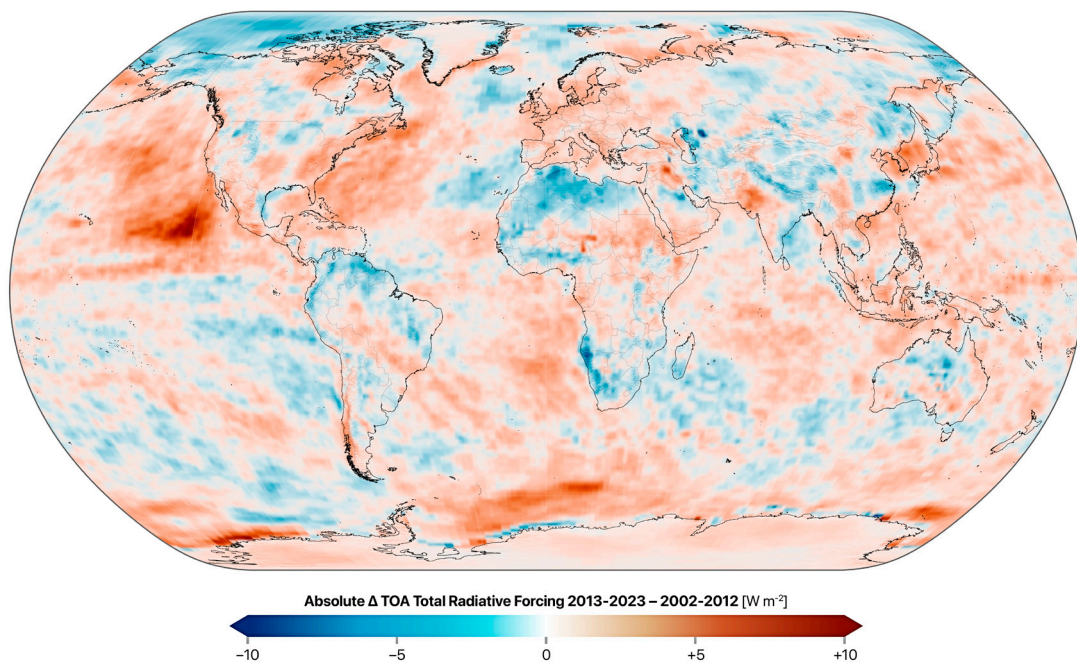 Absolute Δ TOA Total Radiative Forcing 2013-2023 – 2002-2012 [W m⁻²]
−10 −5 0 +5 +10